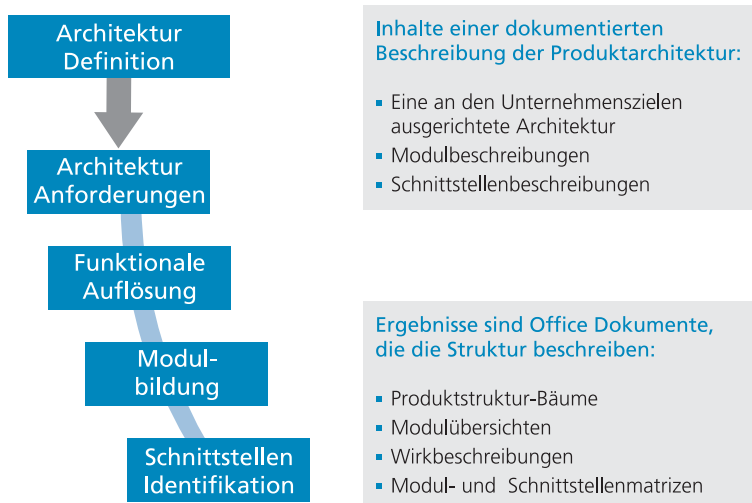 Architektur
Definition
Architektur
Anforderungen
Funktionale
Auflösung
Modul-
bildung
Schnittstellen
Identifikation
Inhalte einer dokumentierten
Beschreibung der Produktarchitektur:
▪ Eine an den Unternehmenszielen
ausgerichtete Architektur
▪ Modulbeschreibungen
▪ Schnittstellenbeschreibungen
Ergebnisse sind Office Dokumente,
die die Struktur beschreiben:
▪ Produktstruktur-Bäume
▪ Modulübersichten
▪ Wirkbeschreibungen
▪ Modul- und Schnittstellenmatrizen